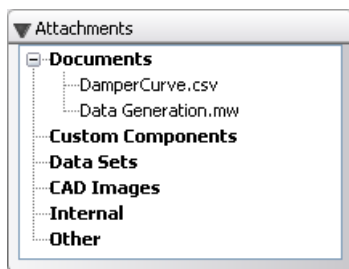 Attachments
Documents
DamperCurve.csv
Data Generation.mw
Custom Components
Data Sets
CAD Images
Internal
Other